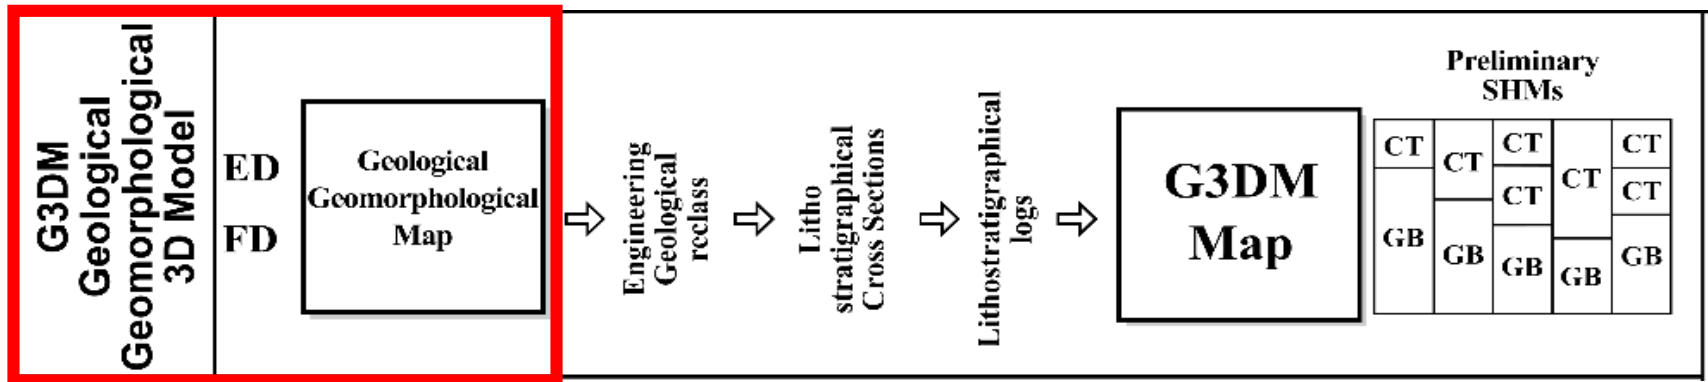 G3DM
Geological
Geomorphological
3D Model
ED
FD
Geological
Geomorphological
Map
Engineering
Geological
reclass
Litho
stratigraphical
Cross Sections
Lithostratigraphical
logs
G3DM
Map
Preliminary
SHMs
CT
GB
CT
GB
CT
CT
GB
CT
GB
CT
CT
GB